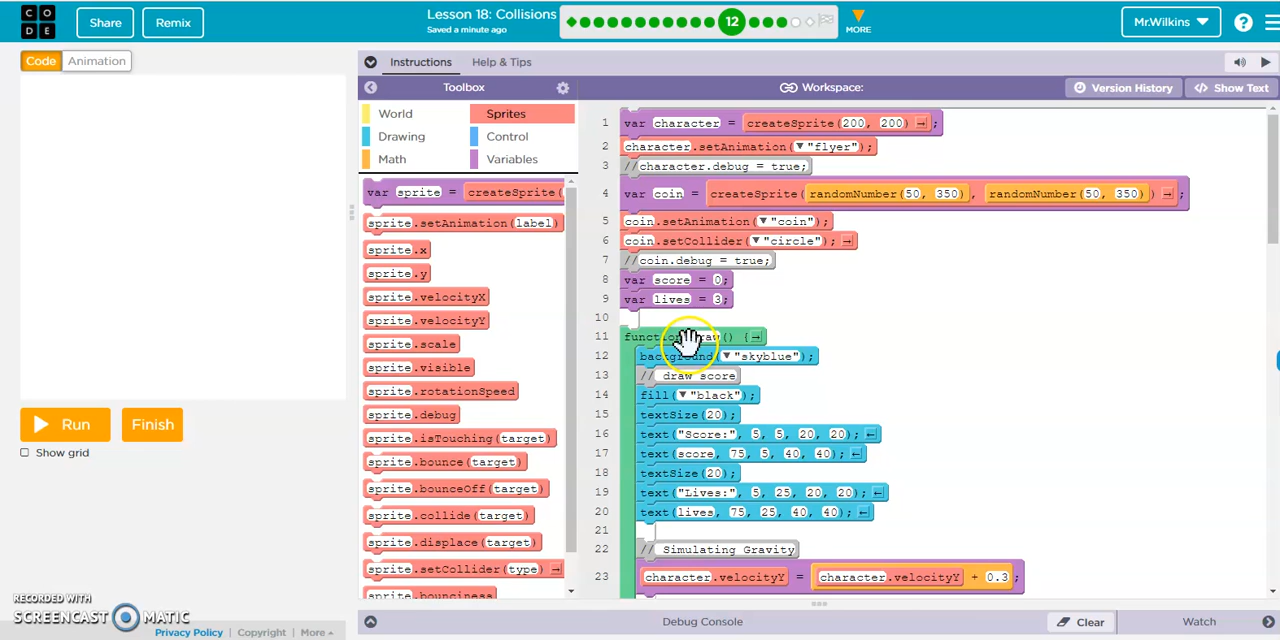 C O D E
Share
Remix
Lesson 18: Collisions
Saved a minute ago
12
MORE
Mr.Wilkins
?
Code
Animation
Instructions
Help & Tips
Toolbox
Workspace:
Version History
Show Text
World
Sprites
Drawing
Control
Math
Variables
var sprite = createSprite(
sprite.setAnimation(label)
sprite.x
sprite.y
sprite.velocityX
sprite.velocityY
sprite.scale
sprite.visible
sprite.rotationSpeed
sprite.debug
sprite.isTouching(target)
sprite.bounce(target)
sprite.bounceOff(target)
sprite.collide(target)
sprite.displace(target)
sprite.setCollider(type)
sprite.bounciness
1 var character = createSprite(200, 200);
2 character.setAnimation("flyer");
3 //character.debug = true;
4 var coin = createSprite(randomNumber(50, 350), randomNumber(50, 350));
5 coin.setAnimation("coin");
6 coin.setCollider("circle");
7 //coin.debug = true;
8 var score = 0;
9 var lives = 3;
10
11 function draw() {
12 background("skyblue");
13 // draw score
14 fill("black");
15 textSize(20);
16 text("Score:", 5, 5, 20, 20);
17 text(score, 75, 5, 40, 40);
18 textSize(20);
19 text("Lives:", 5, 25, 20, 20);
20 text(lives, 75, 25, 40, 40);
21
22 // Simulating Gravity
23 character.velocityY = character.velocityY + 0.3;
Run
Finish
Show grid
RECORDED WITH
SCREENCAST MATIC
Privacy Policy | Copyright | More
Debug Console
Clear
Watch